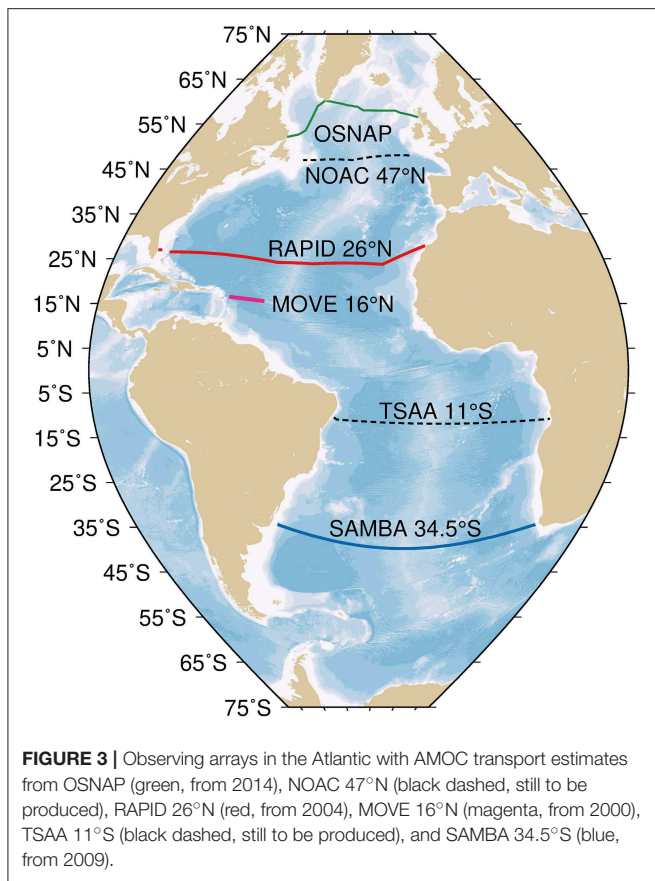 75˚N
65˚N
55˚N
OSNAP
NOAC 47°N
45˚N
35˚N
RAPID 26°N
25˚N
MOVE 16°N
15˚N
5˚N
5˚S
TSAA 11°S
15˚S
25˚S
SAMBA 34.5°S
35˚S
45˚S
55˚S
65˚S
75˚S
FIGURE 3 | Observing arrays in the Atlantic with AMOC transport estimates
from OSNAP (green, from 2014), NOAC 47°N (black dashed, still to be
produced), RAPID 26°N (red, from 2004), MOVE 16°N (magenta, from 2000),
TSAA 11°S (black dashed, still to be produced), and SAMBA 34.5°S (blue,
from 2009).